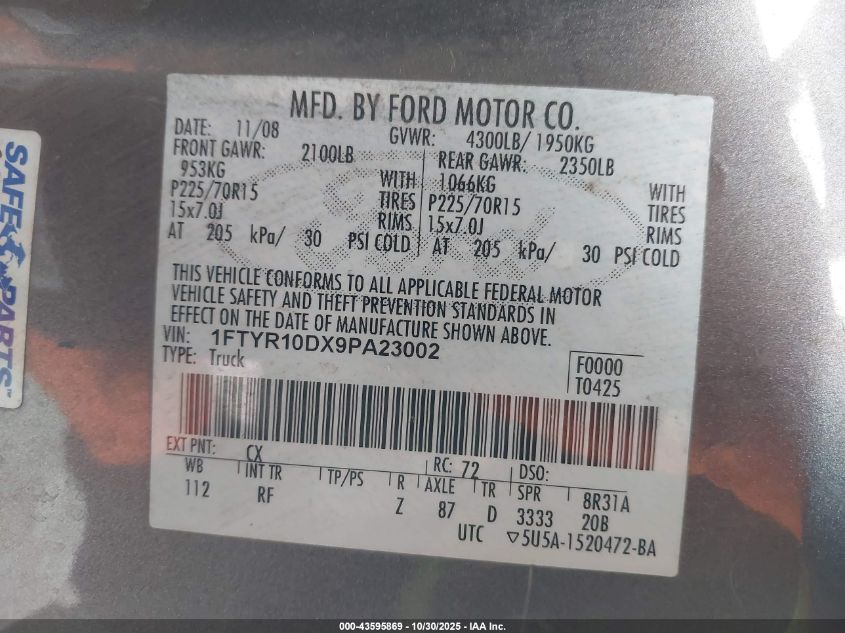 MFD. BY FORD MOTOR CO.
DATE: 11/08 GVWR: 4300LB/ 1950KG
FRONT GAWR: 2100LB REAR GAWR: 2350LB
953KG WITH 1066KG WITH
P225/70R15 TIRES P225/70R15 TIRES
15x7.0J RIMS 15x7.0J RIMS
AT 205 kPa/ 30 PSI COLD AT 205 kPa/ 30 PSI COLD
THIS VEHICLE CONFORMS TO ALL APPLICABLE FEDERAL MOTOR
VEHICLE SAFETY AND THEFT PREVENTION STANDARDS IN
EFFECT ON THE DATE OF MANUFACTURE SHOWN ABOVE.
VIN: 1FTYR10DX9PA23002
TYPE: Truck F0000
T0425
EXT PNT: CX RC: 72 DSO:
WB INT TR TP/PS R AXLE TR SPR 8R31A
112 RF Z 87 D 3333 20B
UTC ▽5U5A-1520472-BA
SAFE PARTS™
000-43595869 - 10/30/2025 - IAA Inc.